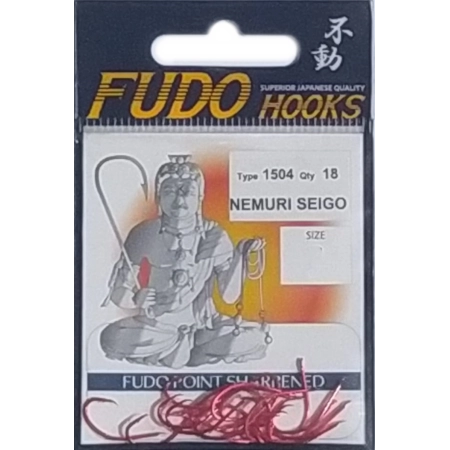 不動
FUDO HOOKS
SUPERIOR JAPANESE QUALITY
Type 1504 Qty 18
NEMURI SEIGO
SIZE
FUDO POINT SHARPENED